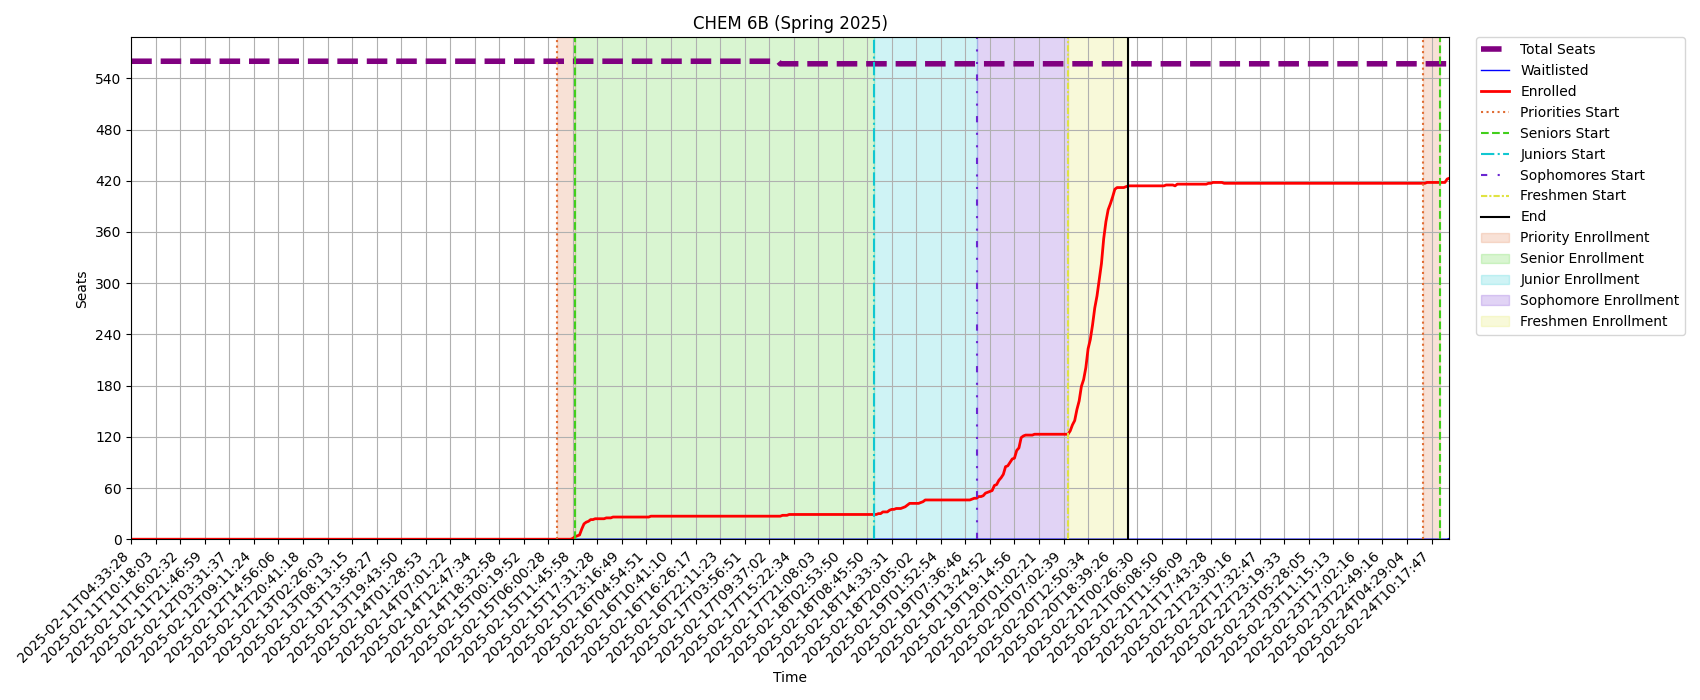 CHEM 6B (Spring 2025)
Total Seats
Waitlisted
Enrolled
Priorities Start
Seniors Start
Juniors Start
Sophomores Start
Freshmen Start
End
Priority Enrollment
Senior Enrollment
Junior Enrollment
Sophomore Enrollment
Freshmen Enrollment
Seats
540
480
420
360
300
240
180
120
60
0
2025-02-11T04:33:28
2025-02-11T10:18:03
2025-02-11T16:02:32
2025-02-11T21:46:59
2025-02-12T03:31:37
2025-02-12T09:11:24
2025-02-12T14:56:06
2025-02-12T20:41:18
2025-02-13T02:26:03
2025-02-13T08:13:15
2025-02-13T13:58:27
2025-02-13T19:43:50
2025-02-14T01:28:53
2025-02-14T07:01:22
2025-02-14T12:47:34
2025-02-14T18:32:58
2025-02-15T00:19:52
2025-02-15T06:00:28
2025-02-15T11:45:58
2025-02-15T17:31:28
2025-02-15T23:16:49
2025-02-16T04:54:51
2025-02-16T10:41:10
2025-02-16T16:26:17
2025-02-16T22:11:23
2025-02-17T03:56:51
2025-02-17T09:37:02
2025-02-17T15:22:34
2025-02-17T21:08:03
2025-02-18T02:53:50
2025-02-18T08:45:50
2025-02-18T14:33:31
2025-02-18T20:05:02
2025-02-19T01:52:54
2025-02-19T07:36:46
2025-02-19T13:24:52
2025-02-19T19:14:56
2025-02-20T01:02:21
2025-02-20T07:02:39
2025-02-20T12:50:34
2025-02-20T18:39:26
2025-02-21T00:26:30
2025-02-21T06:08:50
2025-02-21T11:56:09
2025-02-21T17:43:28
2025-02-21T23:30:16
2025-02-22T17:32:47
2025-02-22T23:19:33
2025-02-23T05:28:05
2025-02-23T11:15:13
2025-02-23T17:02:16
2025-02-23T22:49:16
2025-02-24T04:29:04
2025-02-24T10:17:47
Time